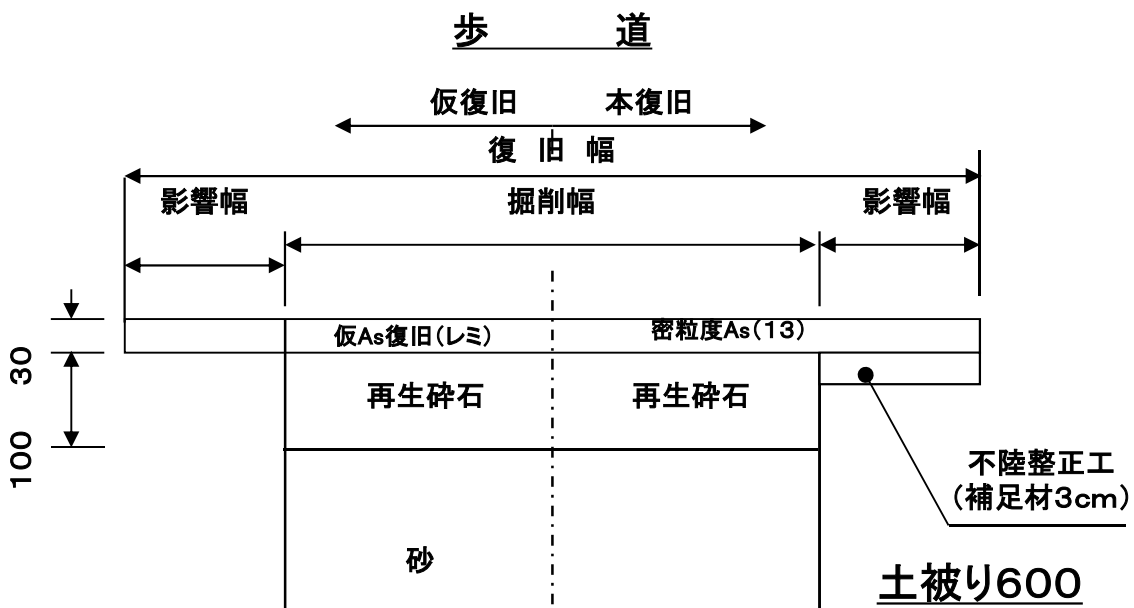 歩　道
仮復旧　本復旧
復 旧 幅
影響幅　掘削幅　影響幅
仮As復旧（レミ）　密粒度As（13）
30
再生砕石　再生砕石
100
不陸整正工
（補足材3cm）
砂
土被り600